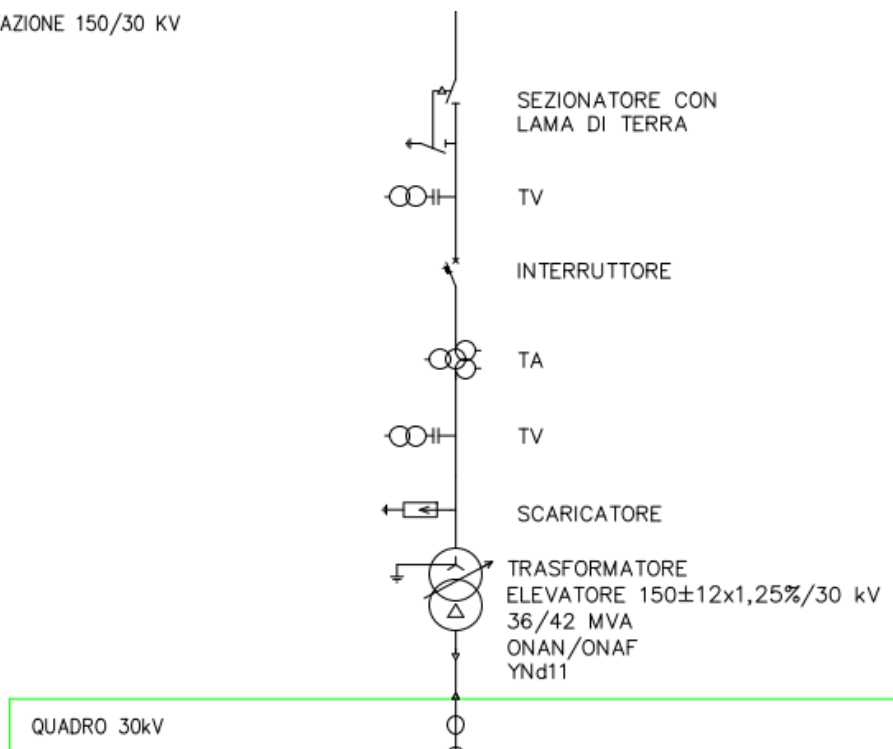 AZIONE 150/30 KV
SEZIONATORE CON
LAMA DI TERRA
TV
INTERRUTTORE
TA
TV
SCARICATORE
TRASFORMATORE
ELEVATORE 150±12x1,25%/30 kV
36/42 MVA
ONAN/ONAF
YNd11
QUADRO 30kV